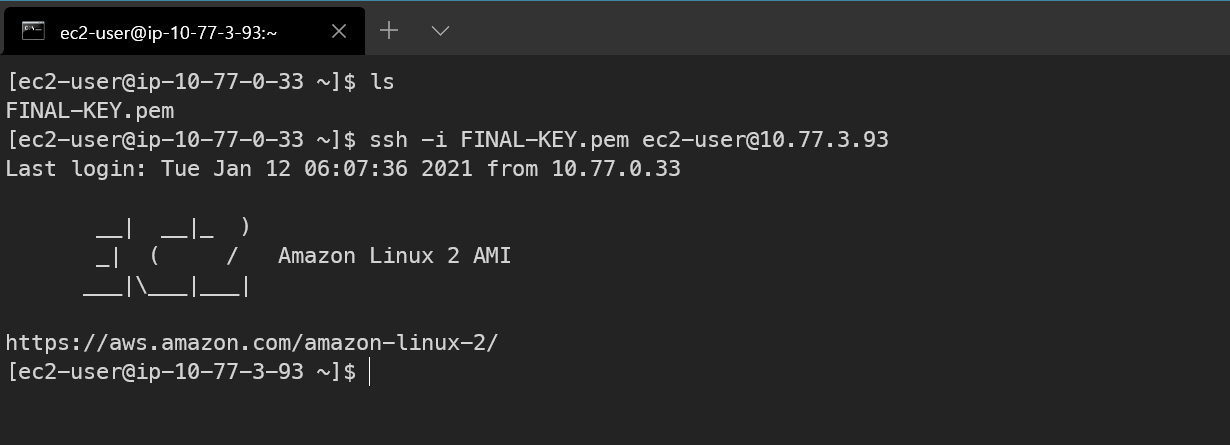 ec2-user@ip-10-77-3-93:~
[ec2-user@ip-10-77-0-33 ~]$ ls
FINAL-KEY.pem
[ec2-user@ip-10-77-0-33 ~]$ ssh -i FINAL-KEY.pem ec2-user@10.77.3.93
Last login: Tue Jan 12 06:07:36 2021 from 10.77.0.33
       __|  __|_  )
       _|  (     /   Amazon Linux 2 AMI
      ___|\___|___|
https://aws.amazon.com/amazon-linux-2/
[ec2-user@ip-10-77-3-93 ~]$